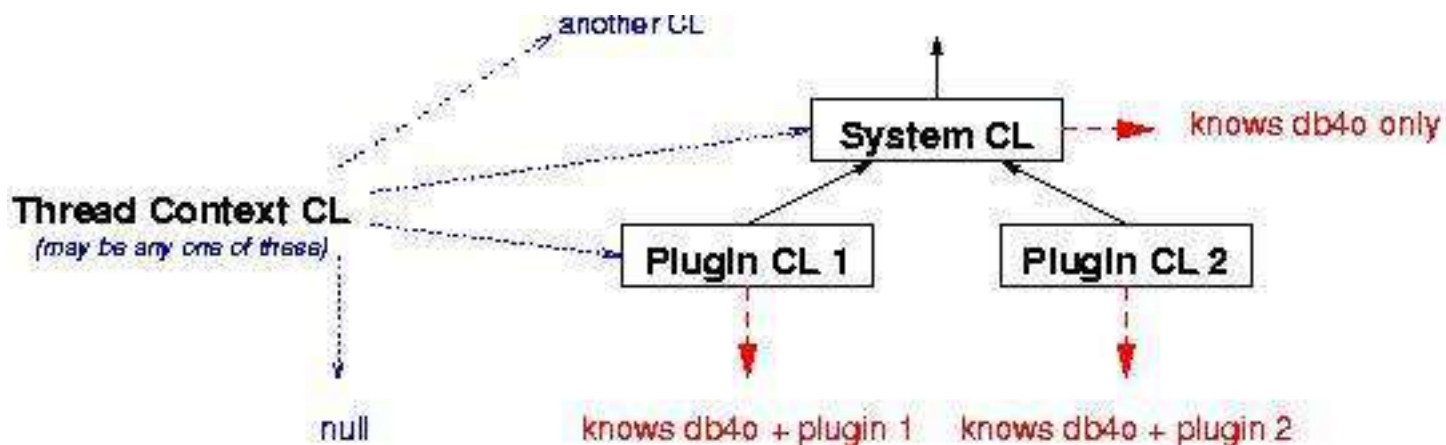 another CL
System CL
knows db4o only
Thread Context CL
(may be any one of these)
Plugin CL 1
Plugin CL 2
null
knows db4o + plugin 1
knows db4o + plugin 2